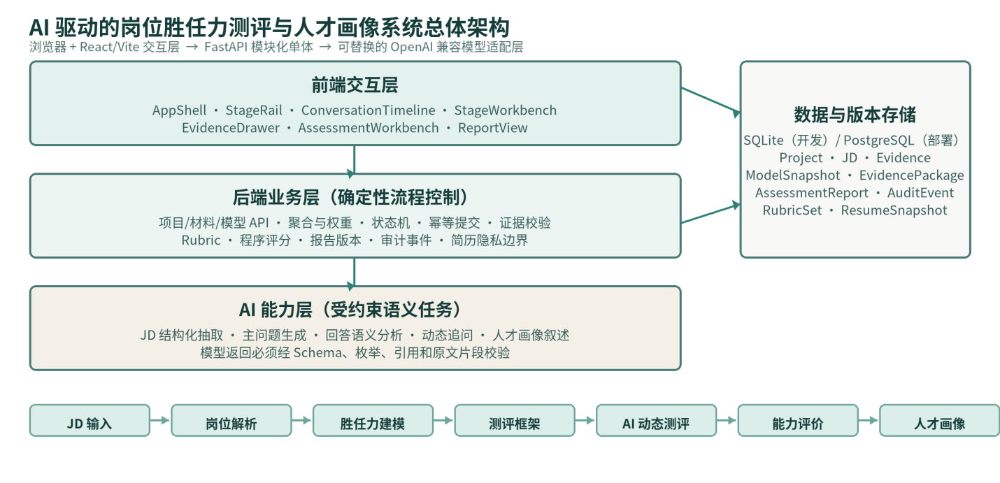 AI 驱动的岗位胜任力测评与人才画像系统总体架构
浏览器 + React/Vite 交互层 → FastAPI 模块化单体 → 可替换的 OpenAI 兼容模型适配层
前端交互层
AppShell • StageRail • ConversationTimeline • StageWorkbench
EvidenceDrawer • AssessmentWorkbench • ReportView
数据与版本存储
SQLite（开发）/ PostgreSQL（部署）
Project • JD • Evidence
ModelSnapshot • EvidencePackage
AssessmentReport • AuditEvent
RubricSet • ResumeSnapshot
后端业务层（确定性流程控制）
项目/材料/模型 API • 聚合与权重 • 状态机 • 幂等提交 • 证据校验
Rubric • 程序评分 • 报告版本 • 审计事件 • 简历隐私边界
AI 能力层（受约束语义任务）
JD 结构化抽取 • 主问题生成 • 回答语义分析 • 动态追问 • 人才画像叙述
模型返回必须经 Schema、枚举、引用和原文片段校验
JD 输入
岗位解析
胜任力建模
测评框架
AI 动态测评
能力评价
人才画像